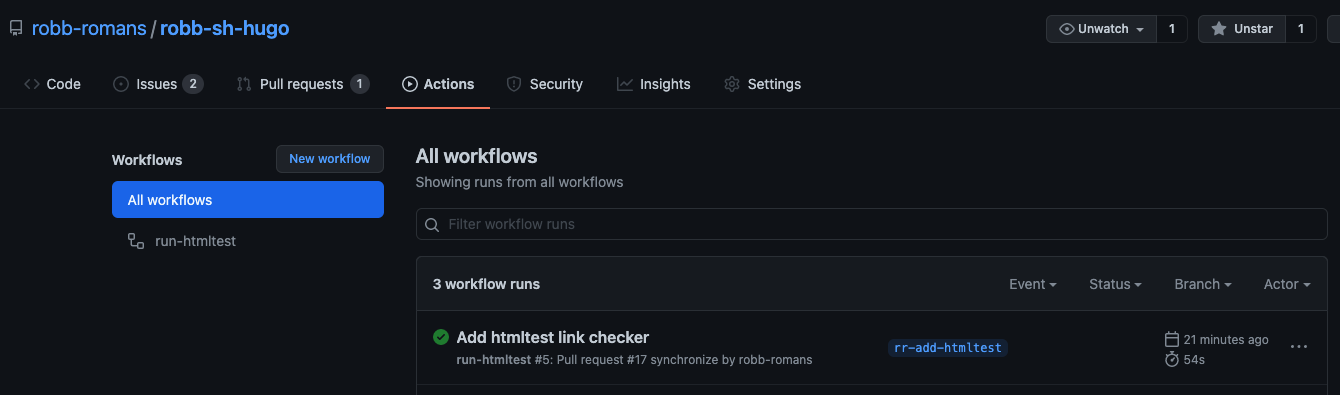 robb-romans / robb-sh-hugo
Unwatch 1 Unstar 1
Code Issues 2 Pull requests 1 Actions Security Insights Settings
Workflows New workflow
All workflows
run-htmltest
All workflows
Showing runs from all workflows
Filter workflow runs
3 workflow runs Event Status Branch Actor
Add htmltest link checker
run-htmltest #5: Pull request #17 synchronize by robb-romans
rr-add-htmltest
21 minutes ago
54s